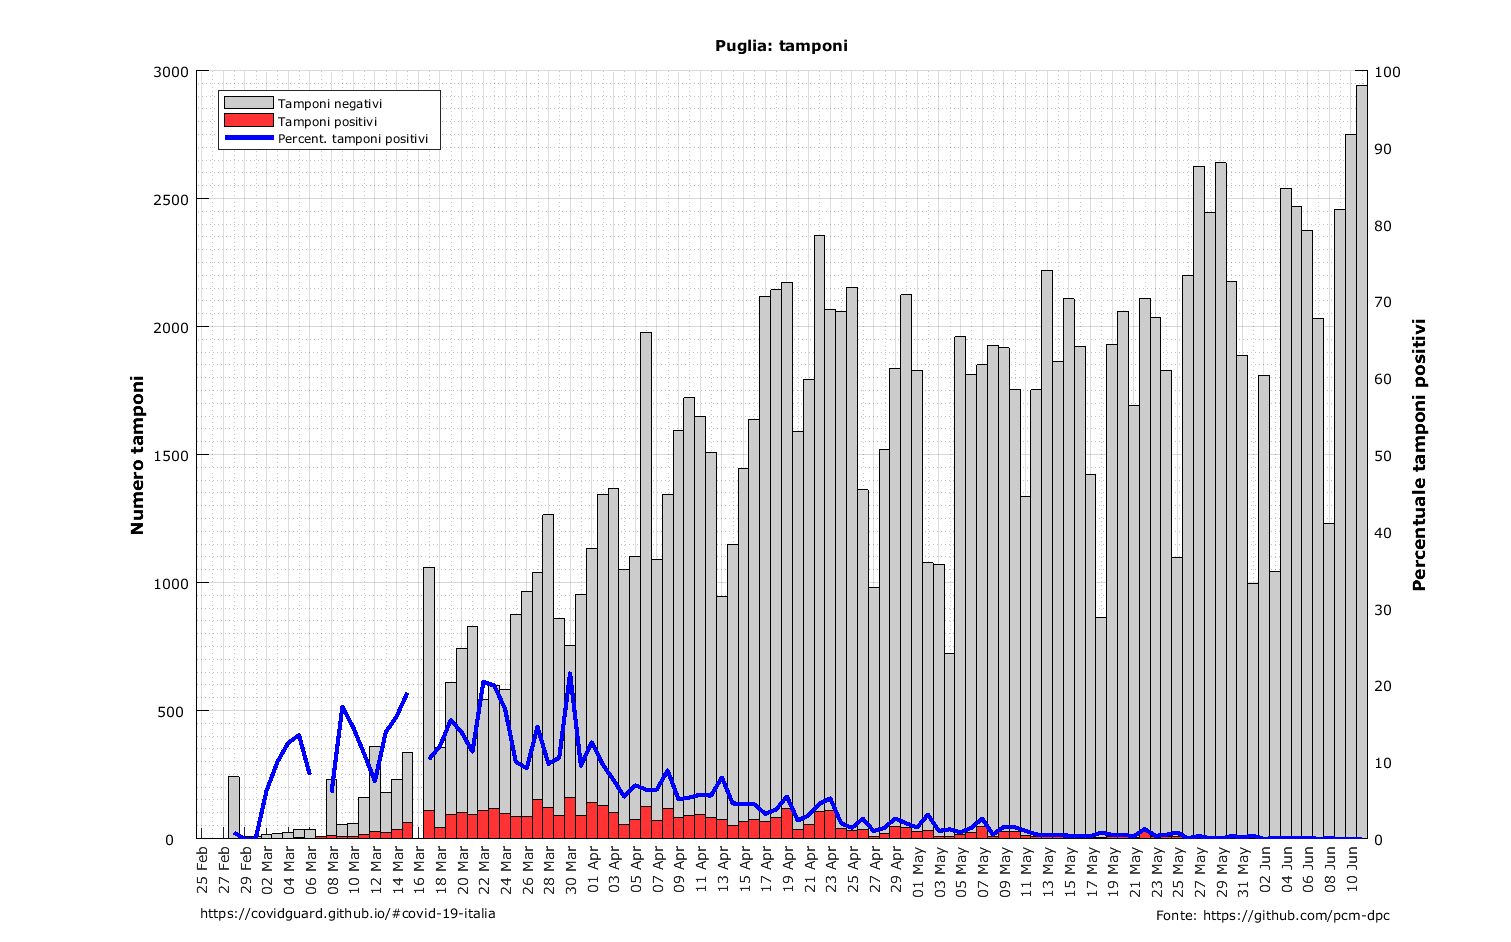 Puglia: tamponi
Tamponi negativi
Tamponi positivi
Percent. tamponi positivi
Numero tamponi
3000
2500
2000
1500
1000
500
0
Percentuale tamponi positivi
100
90
80
70
60
50
40
30
20
10
0
25 Feb
27 Feb
29 Feb
02 Mar
04 Mar
06 Mar
08 Mar
10 Mar
12 Mar
14 Mar
16 Mar
18 Mar
20 Mar
22 Mar
24 Mar
26 Mar
28 Mar
30 Mar
01 Apr
03 Apr
05 Apr
07 Apr
09 Apr
11 Apr
13 Apr
15 Apr
17 Apr
19 Apr
21 Apr
23 Apr
25 Apr
27 Apr
29 Apr
01 May
03 May
05 May
07 May
09 May
11 May
13 May
15 May
17 May
19 May
21 May
23 May
25 May
27 May
29 May
31 May
02 Jun
04 Jun
06 Jun
08 Jun
10 Jun
https://covidguard.github.io/#covid-19-italia
Fonte: https://github.com/pcm-dpc